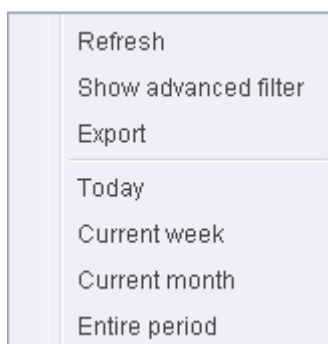 Refresh
Show advanced filter
Export
Today
Current week
Current month
Entire period